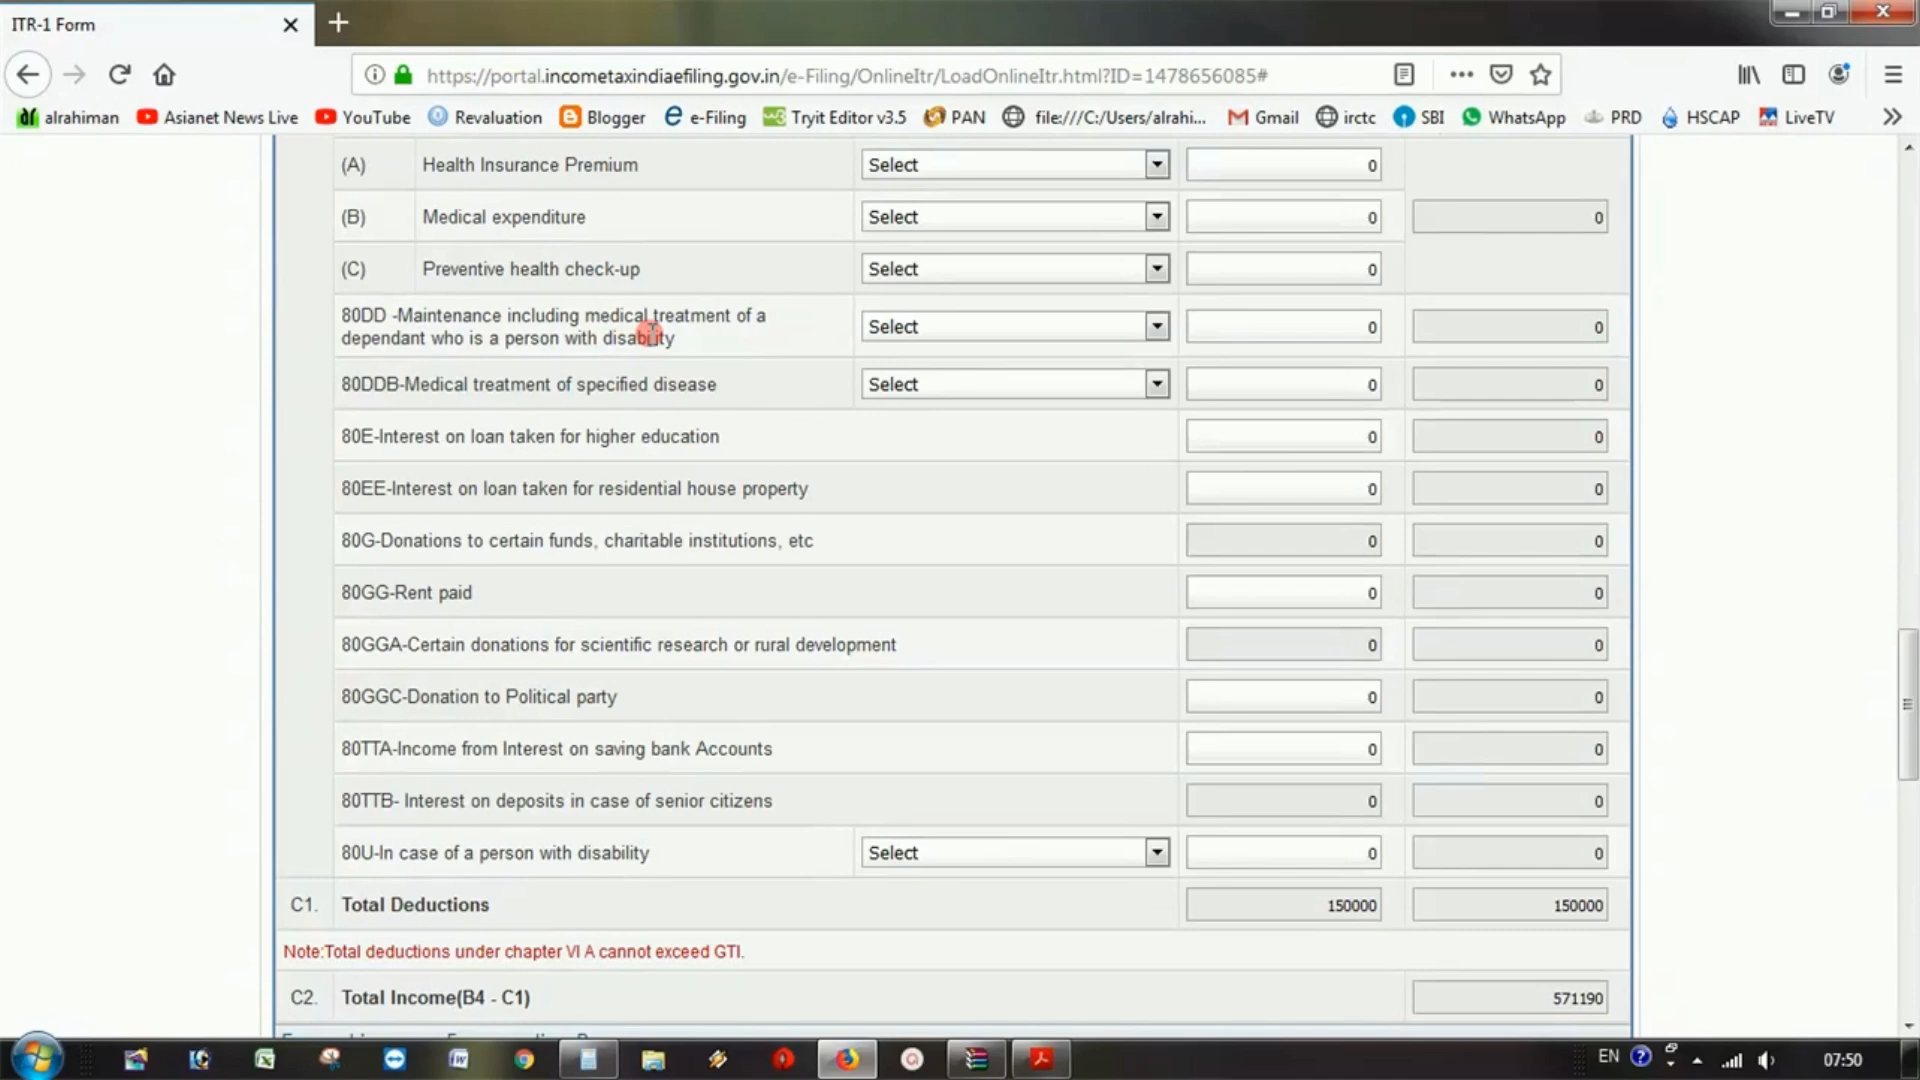 ITR-1 Form
https://portal.incometaxindiaefiling.gov.in/e-Filing/OnlineItr/LoadOnlineItr.html?ID=1478656085#
alrahiman Asianet News Live YouTube Revaluation Blogger e-Filing Tryit Editor v3.5 PAN file:///C:/Users/alrahi... Gmail irctc SBI WhatsApp PRD HSCAP LiveTV
(A) Health Insurance Premium Select 0
(B) Medical expenditure Select 0 0
(C) Preventive health check-up Select 0
80DD -Maintenance including medical treatment of a
dependant who is a person with disability Select 0 0
80DDB-Medical treatment of specified disease Select 0 0
80E-Interest on loan taken for higher education 0 0
80EE-Interest on loan taken for residential house property 0 0
80G-Donations to certain funds, charitable institutions, etc 0 0
80GG-Rent paid 0 0
80GGA-Certain donations for scientific research or rural development 0 0
80GGC-Donation to Political party 0 0
80TTA-Income from Interest on saving bank Accounts 0 0
80TTB- Interest on deposits in case of senior citizens 0 0
80U-In case of a person with disability Select 0 0
C1. Total Deductions 150000 150000
Note:Total deductions under chapter VI A cannot exceed GTI.
C2. Total Income(B4 - C1) 571190
EN 07:50